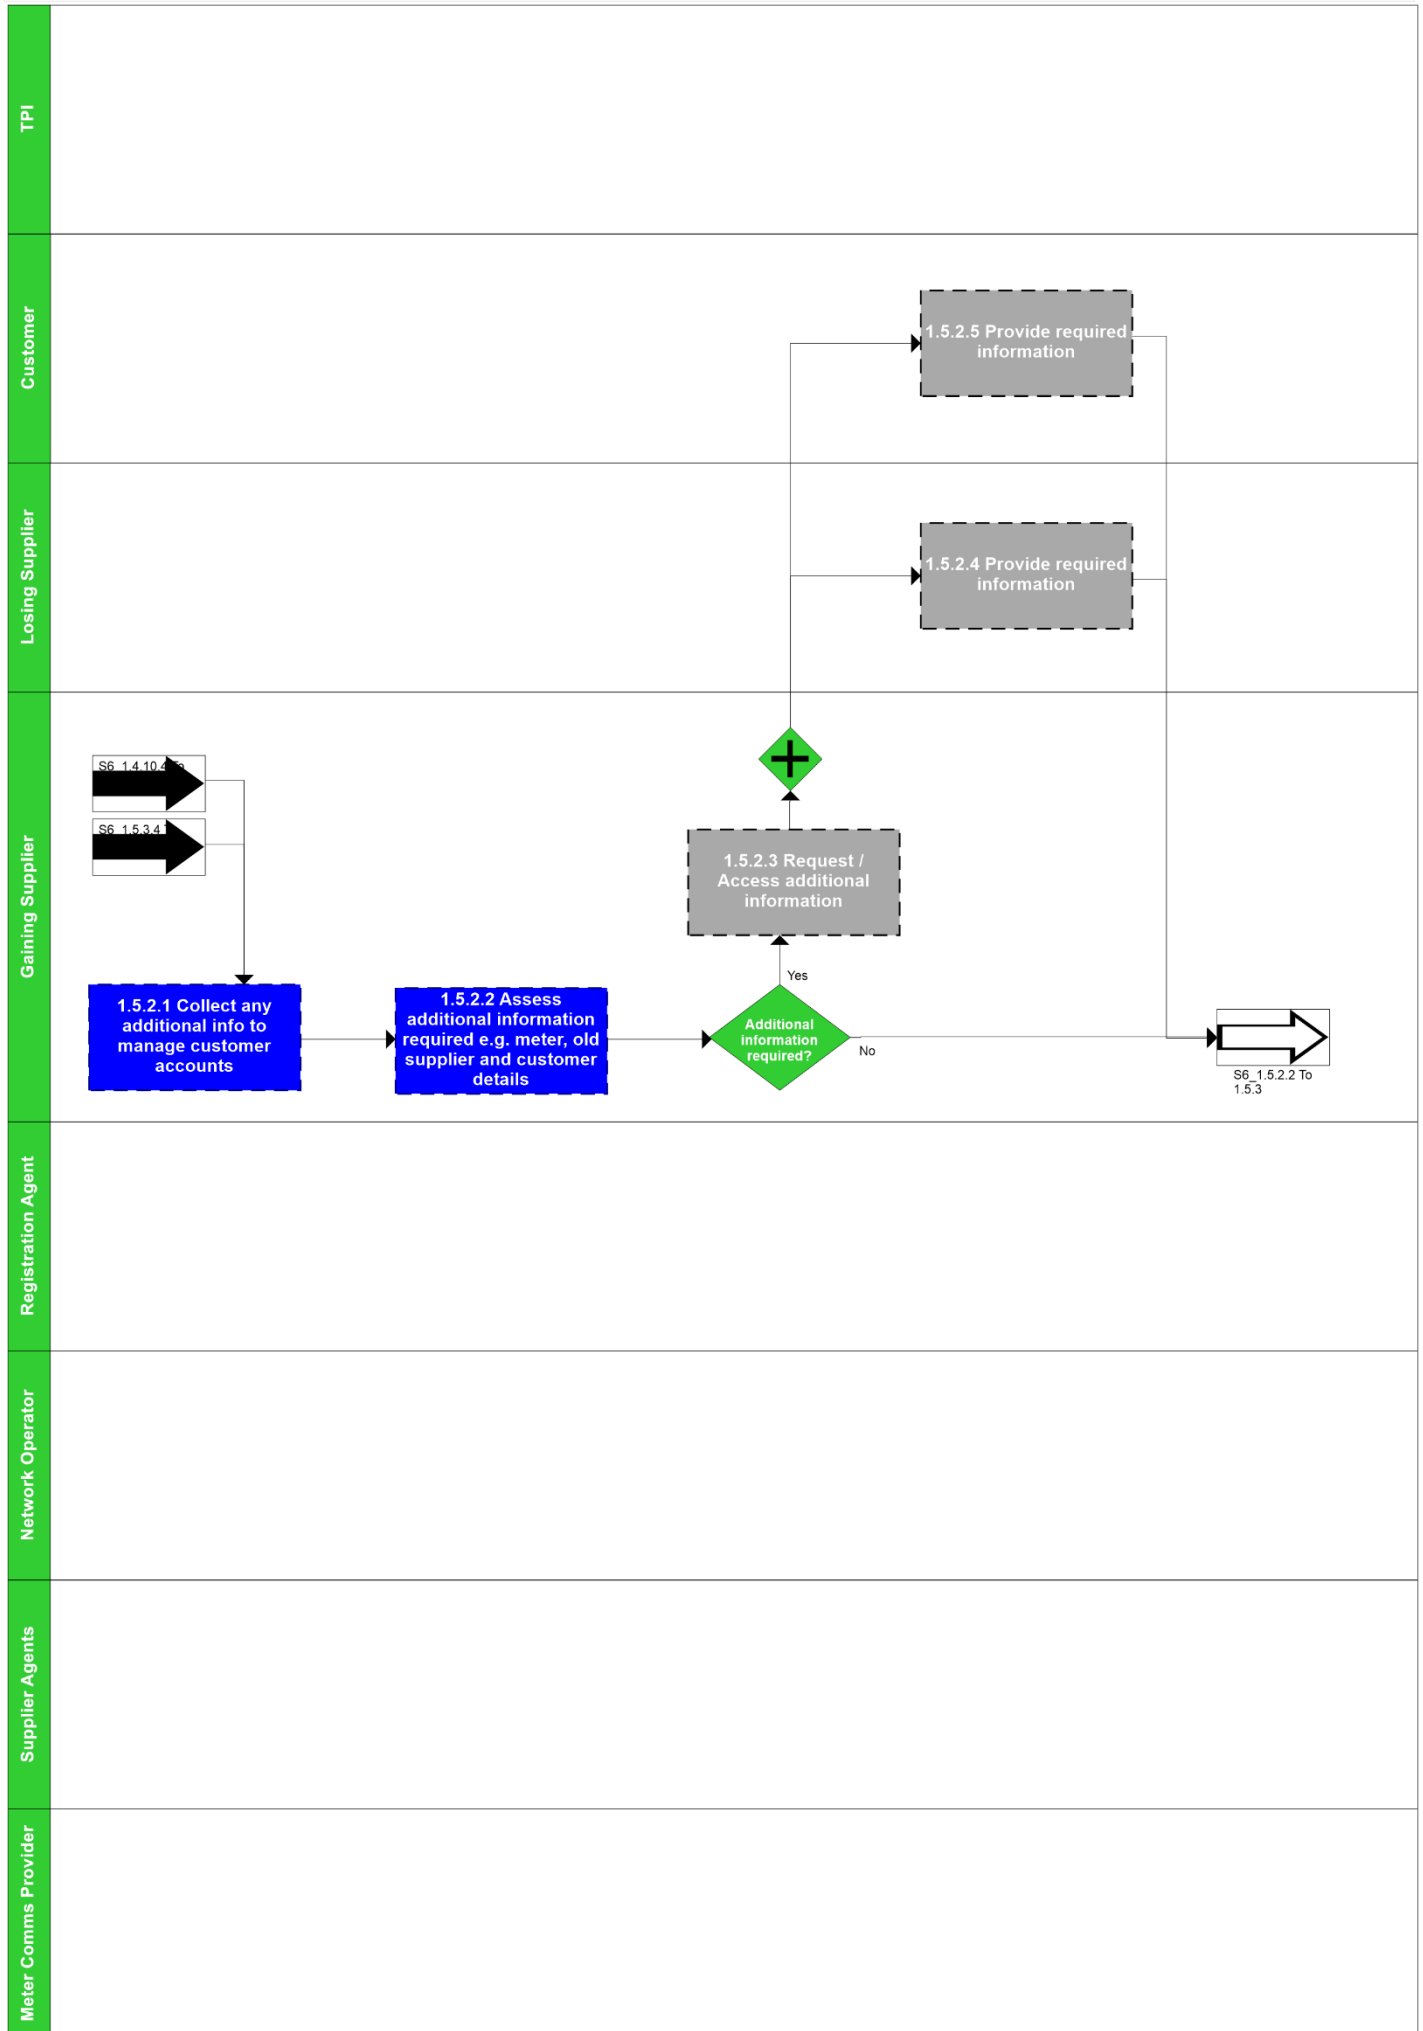 TPI
Customer
1.5.2.5 Provide required
information
Losing Supplier
1.5.2.4 Provide required
information
Gaining Supplier
S6_1.4.10.4
S6_1.5.3.4
1.5.2.3 Request /
Access additional
information
Yes
1.5.2.1 Collect any
additional info to
manage customer
accounts
1.5.2.2 Assess
additional information
required e.g. meter, old
supplier and customer
details
Additional
information
required?
No
S6_1.5.2.2 To
1.5.3
Registration Agent
Network Operator
Supplier Agents
Meter Comms Provider